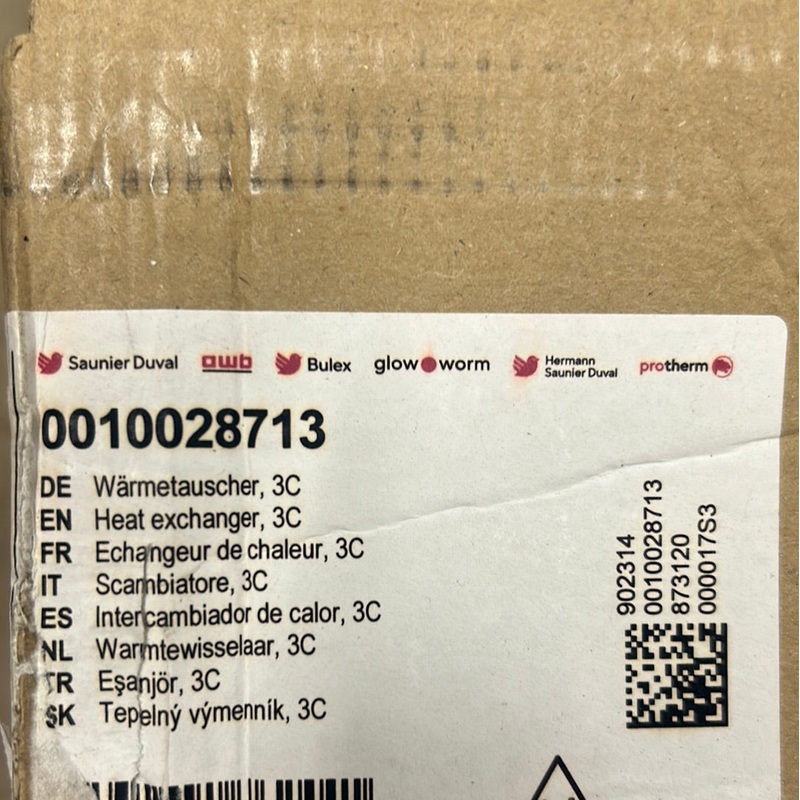 Saunier Duval awb Bulex glow worm Hermann Saunier Duval protherm
0010028713
DE Wärmetauscher, 3C
EN Heat exchanger, 3C
FR Echangeur de chaleur, 3C
IT Scambiatore, 3C
ES Intercambiador de calor, 3C
NL Warmtewisselaar, 3C
TR Eşanjör, 3C
SK Tepelný výmenník, 3C
902314
0010028713
873120
000017S3